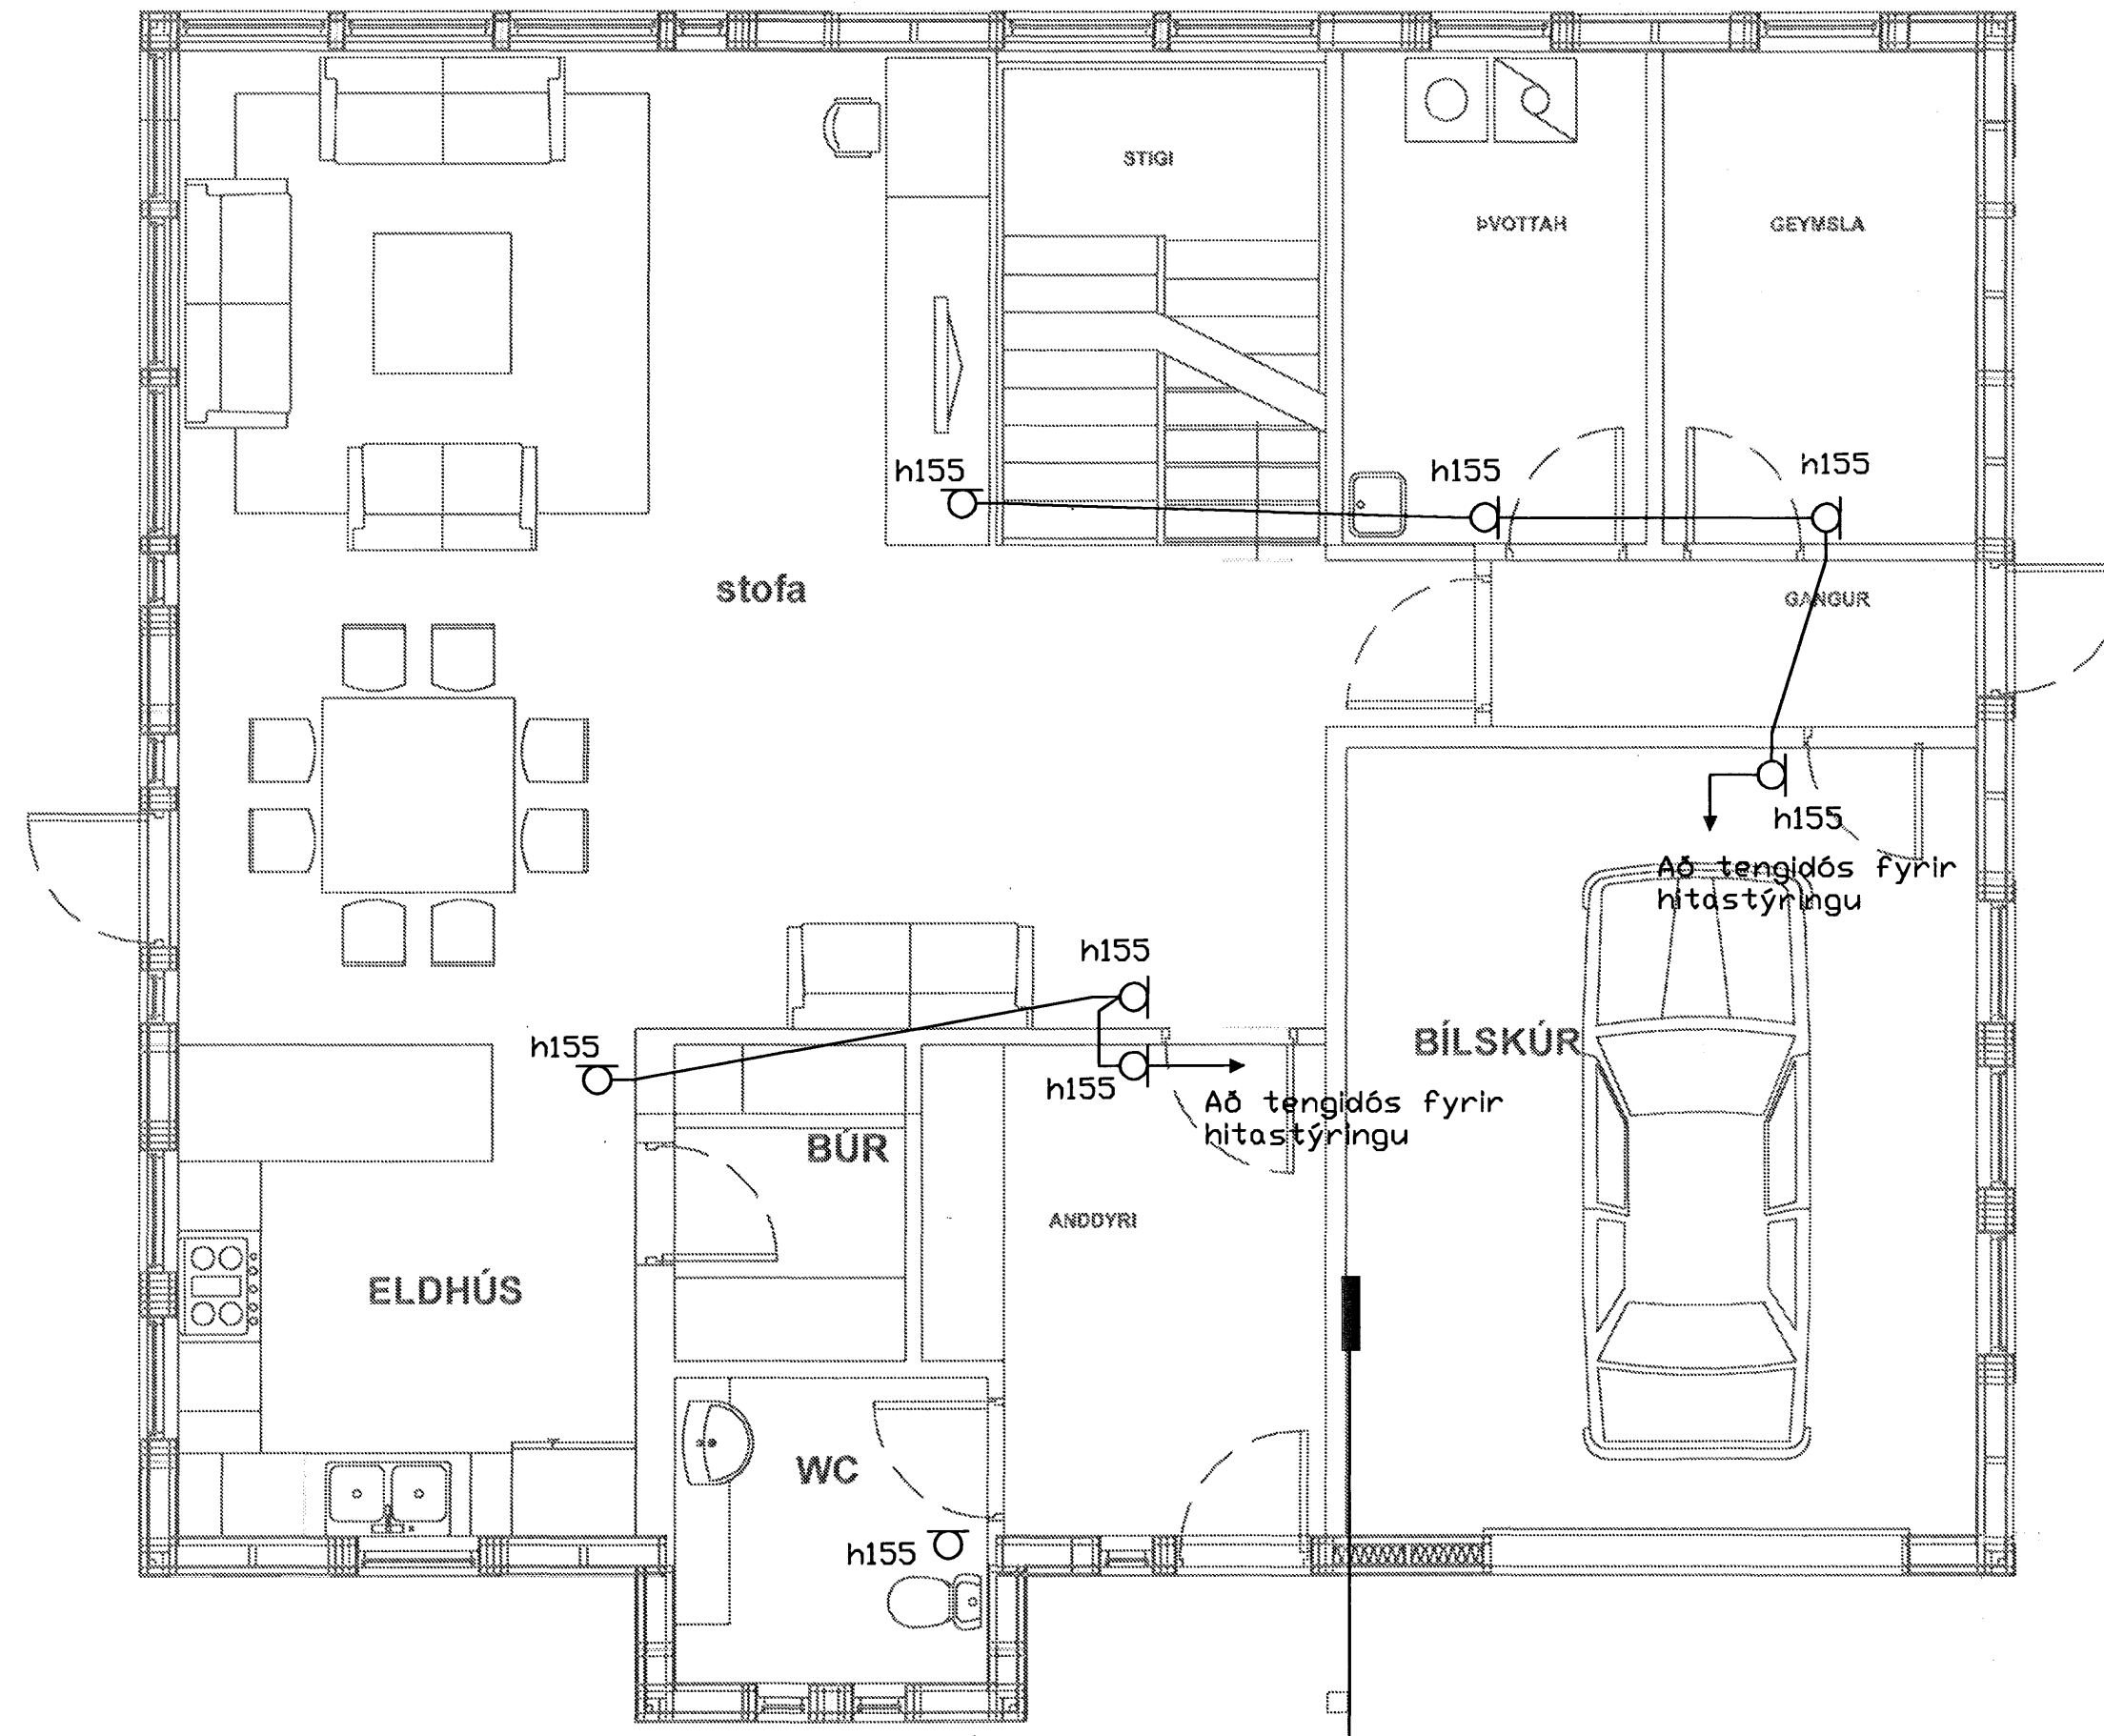 STIGI
ÞVOTTAH
GEYMSLA
h155
h155
h155
stofa
GANGUR
h155
Að tengidós fyrir
hitastýringu
h155
h155
h155
BÍLSKÚR
Að tengidós fyrir
hitastýringu
BÚR
ANDDYRI
ELDHÚS
WC
h155